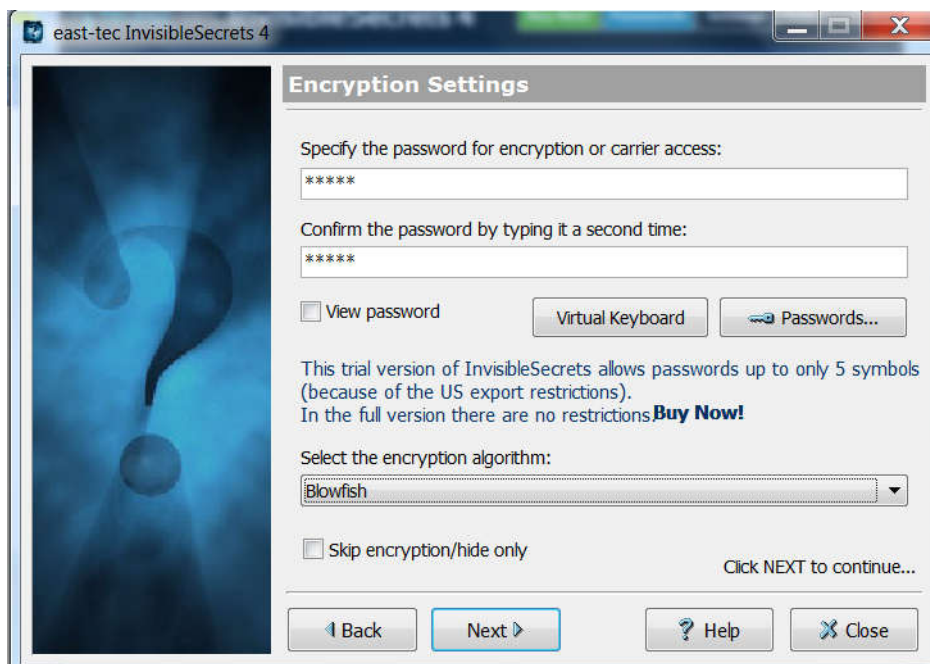 east-tec InvisibleSecrets 4
Encryption Settings
Specify the password for encryption or carrier access:
*****
Confirm the password by typing it a second time:
*****
View password
Virtual Keyboard
Passwords...
This trial version of InvisibleSecrets allows passwords up to only 5 symbols
(because of the US export restrictions).
In the full version there are no restrictions.Buy Now!
Select the encryption algorithm:
Blowfish
Skip encryption/hide only
Click NEXT to continue...
Back
Next
Help
Close